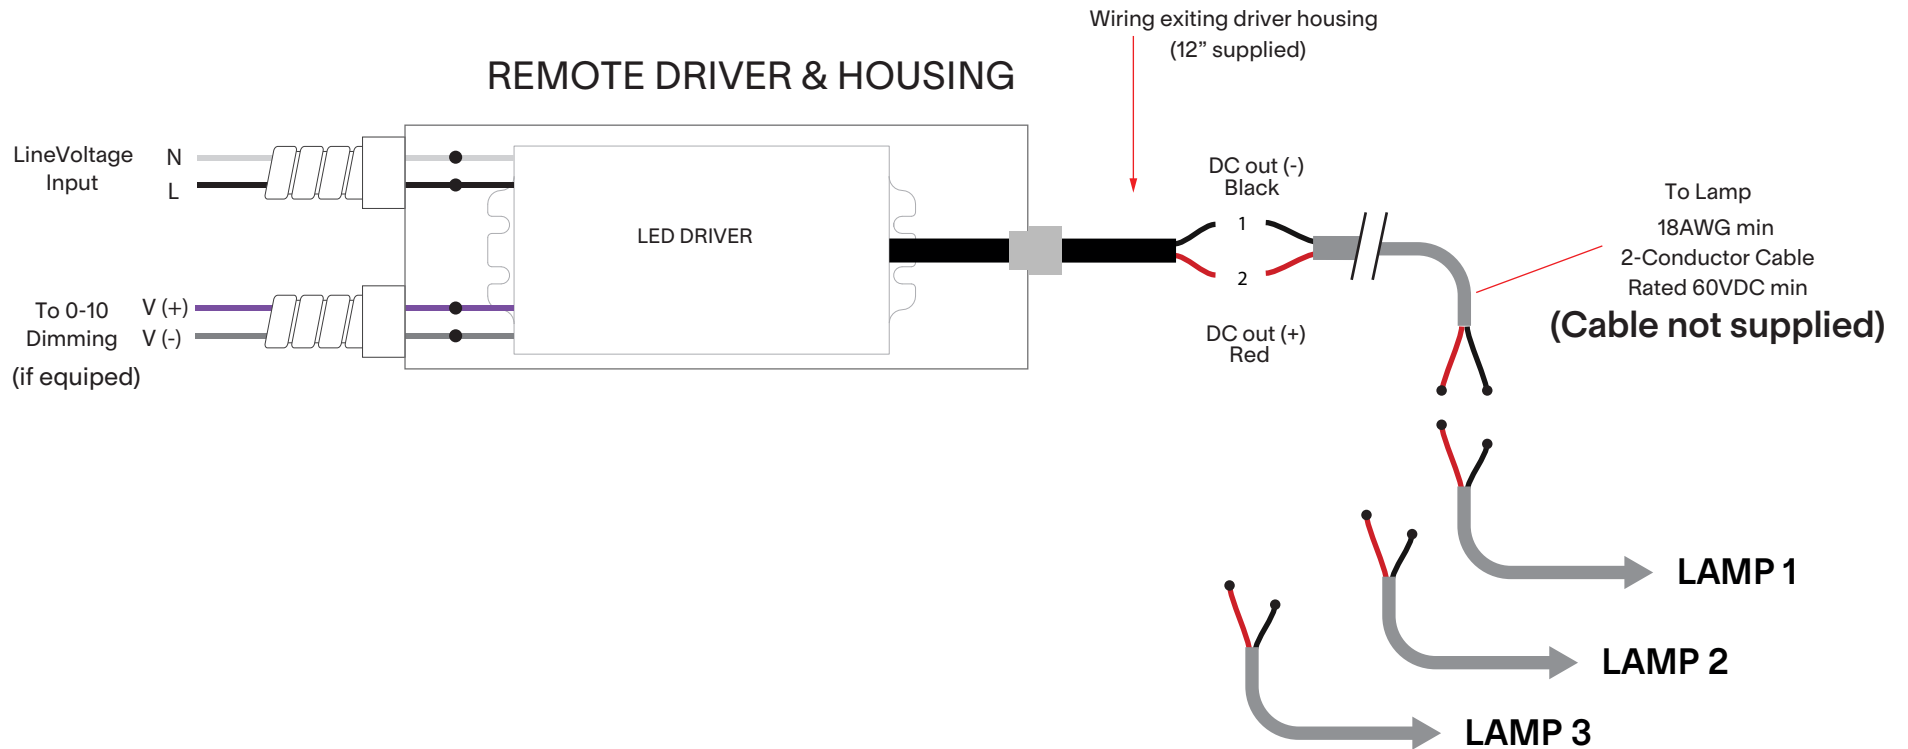 Wiring exiting driver housing
(12” supplied)
REMOTE DRIVER & HOUSING
LineVoltage
Input
N
L
LED DRIVER
To 0-10
Dimming
(if equiped)
V (+)
V (-)
DC out (-)
Black
1
2
DC out (+)
Red
To Lamp
18AWG min
2-Conductor Cable
Rated 60VDC min
(Cable not supplied)
LAMP 1
LAMP 2
LAMP 3